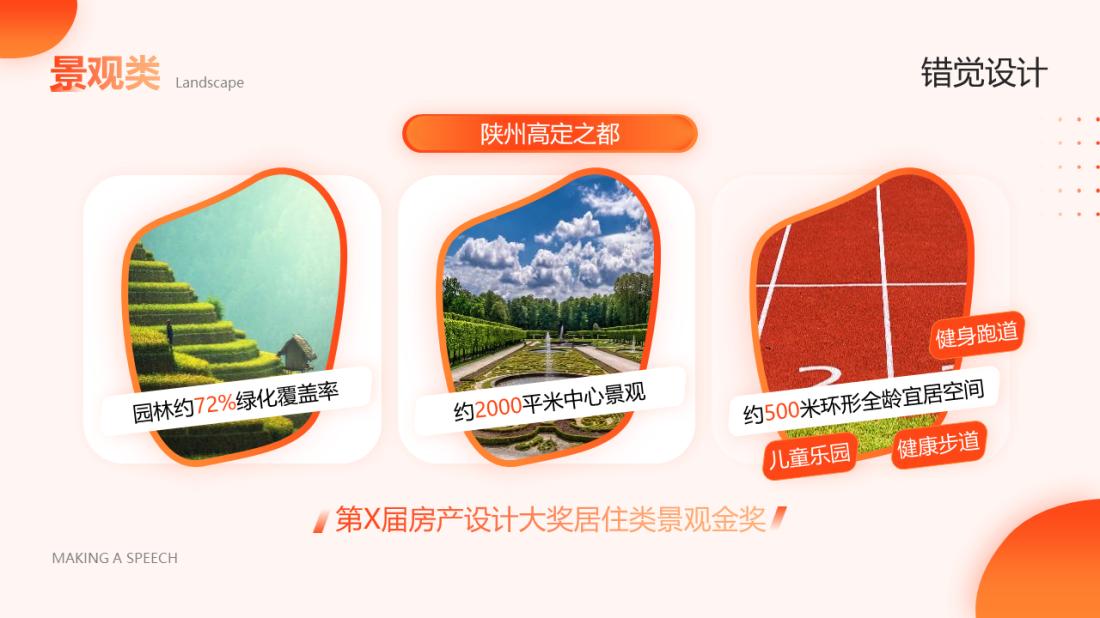 景观类
Landscape
错觉设计
陕州高定之都
园林约72%绿化覆盖率
约2000平米中心景观
健身跑道
约500米环形全龄宜居空间
儿童乐园
健康步道
第X届房产设计大奖居住类景观金奖
MAKING A SPEECH